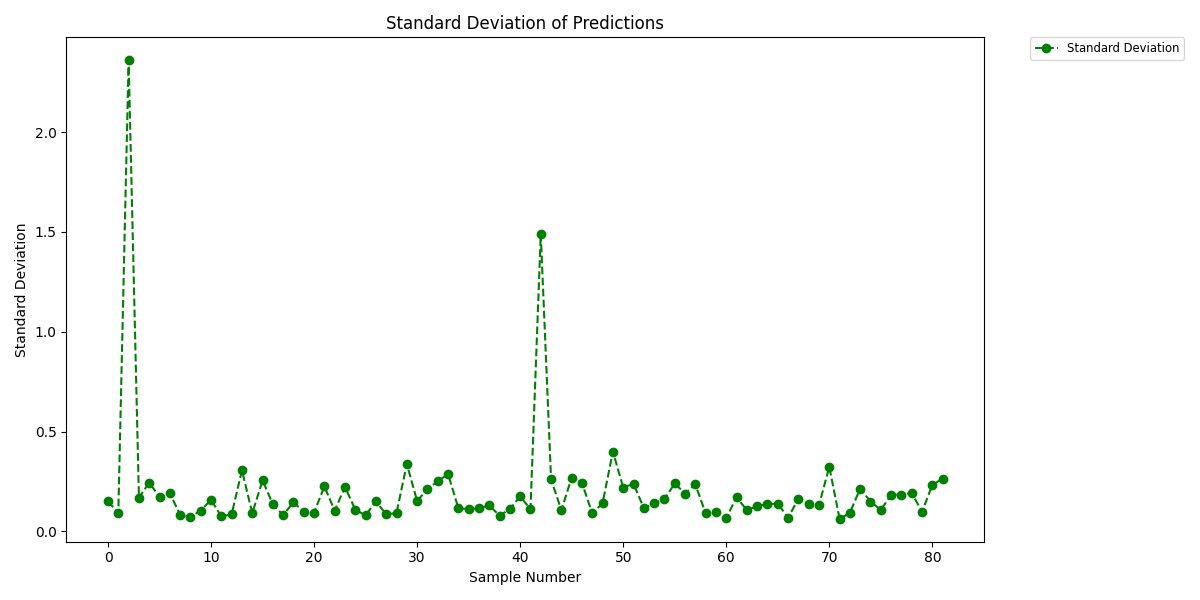 Standard Deviation of Predictions
Standard Deviation
2.0
1.5
1.0
0.5
0.0
Standard Deviation
0 10 20 30 40 50 60 70 80
Sample Number